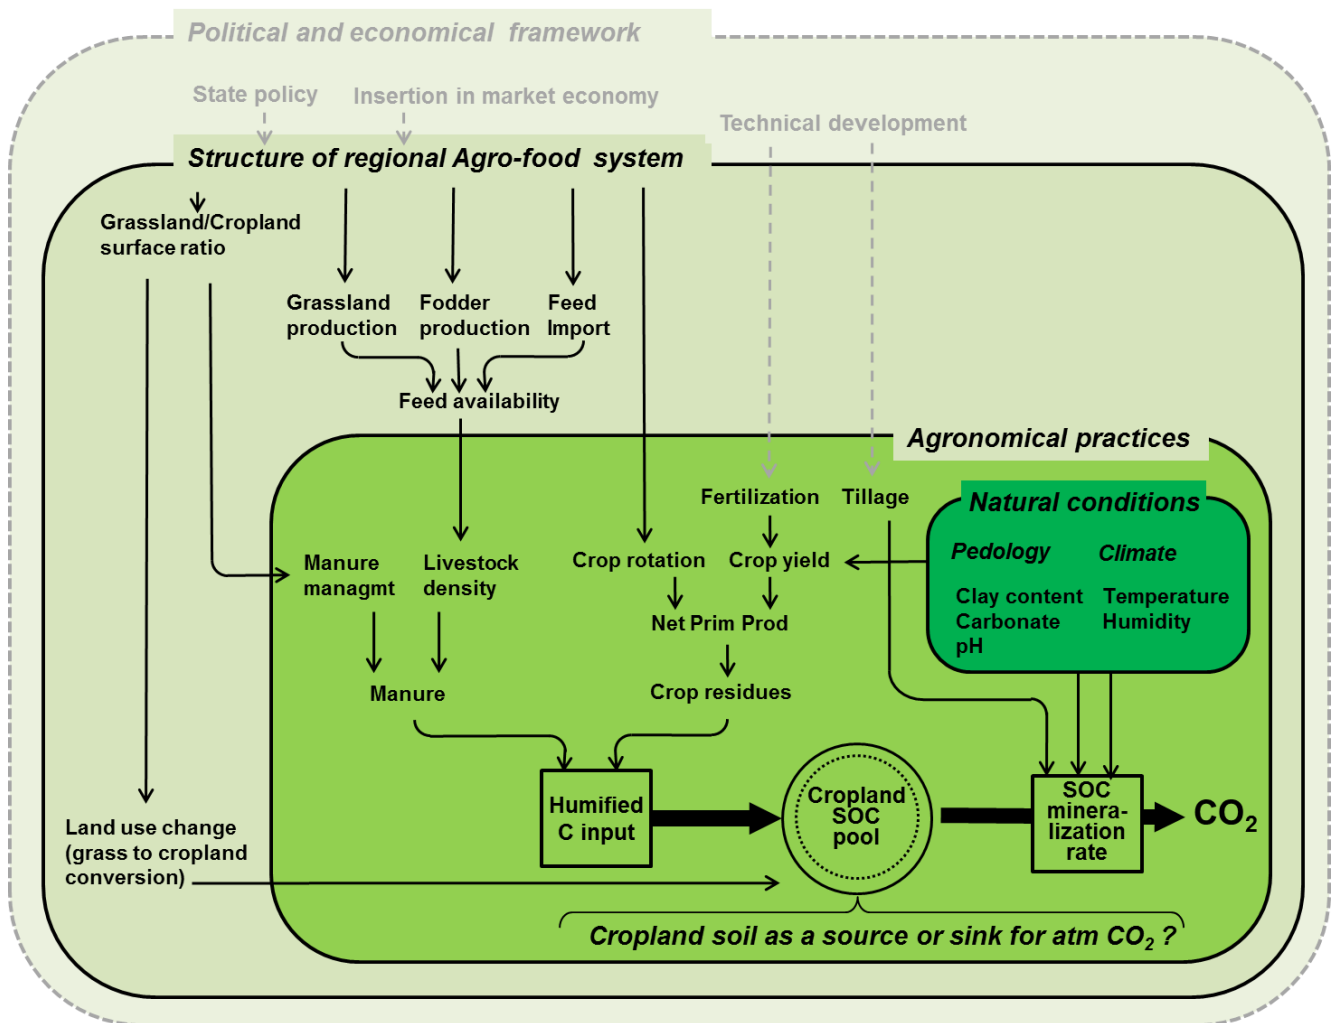 Political and economical framework
State policy
Insertion in market economy
Technical development
Structure of regional Agro-food system
Grassland/Cropland
surface ratio
Grassland
production
Fodder
production
Feed
Import
Feed availability
Agronomical practices
Fertilization
Tillage
Natural conditions
Pedology
Climate
Clay content
Carbonate
pH
Temperature
Humidity
Manure
managmt
Livestock
density
Crop rotation
Crop yield
Net Prim Prod
Manure
Crop residues
Humified
C input
Cropland
SOC
pool
SOC
minera-
lization
rate
CO₂
Land use change
(grass to cropland
conversion)
Cropland soil as a source or sink for atm CO₂ ?